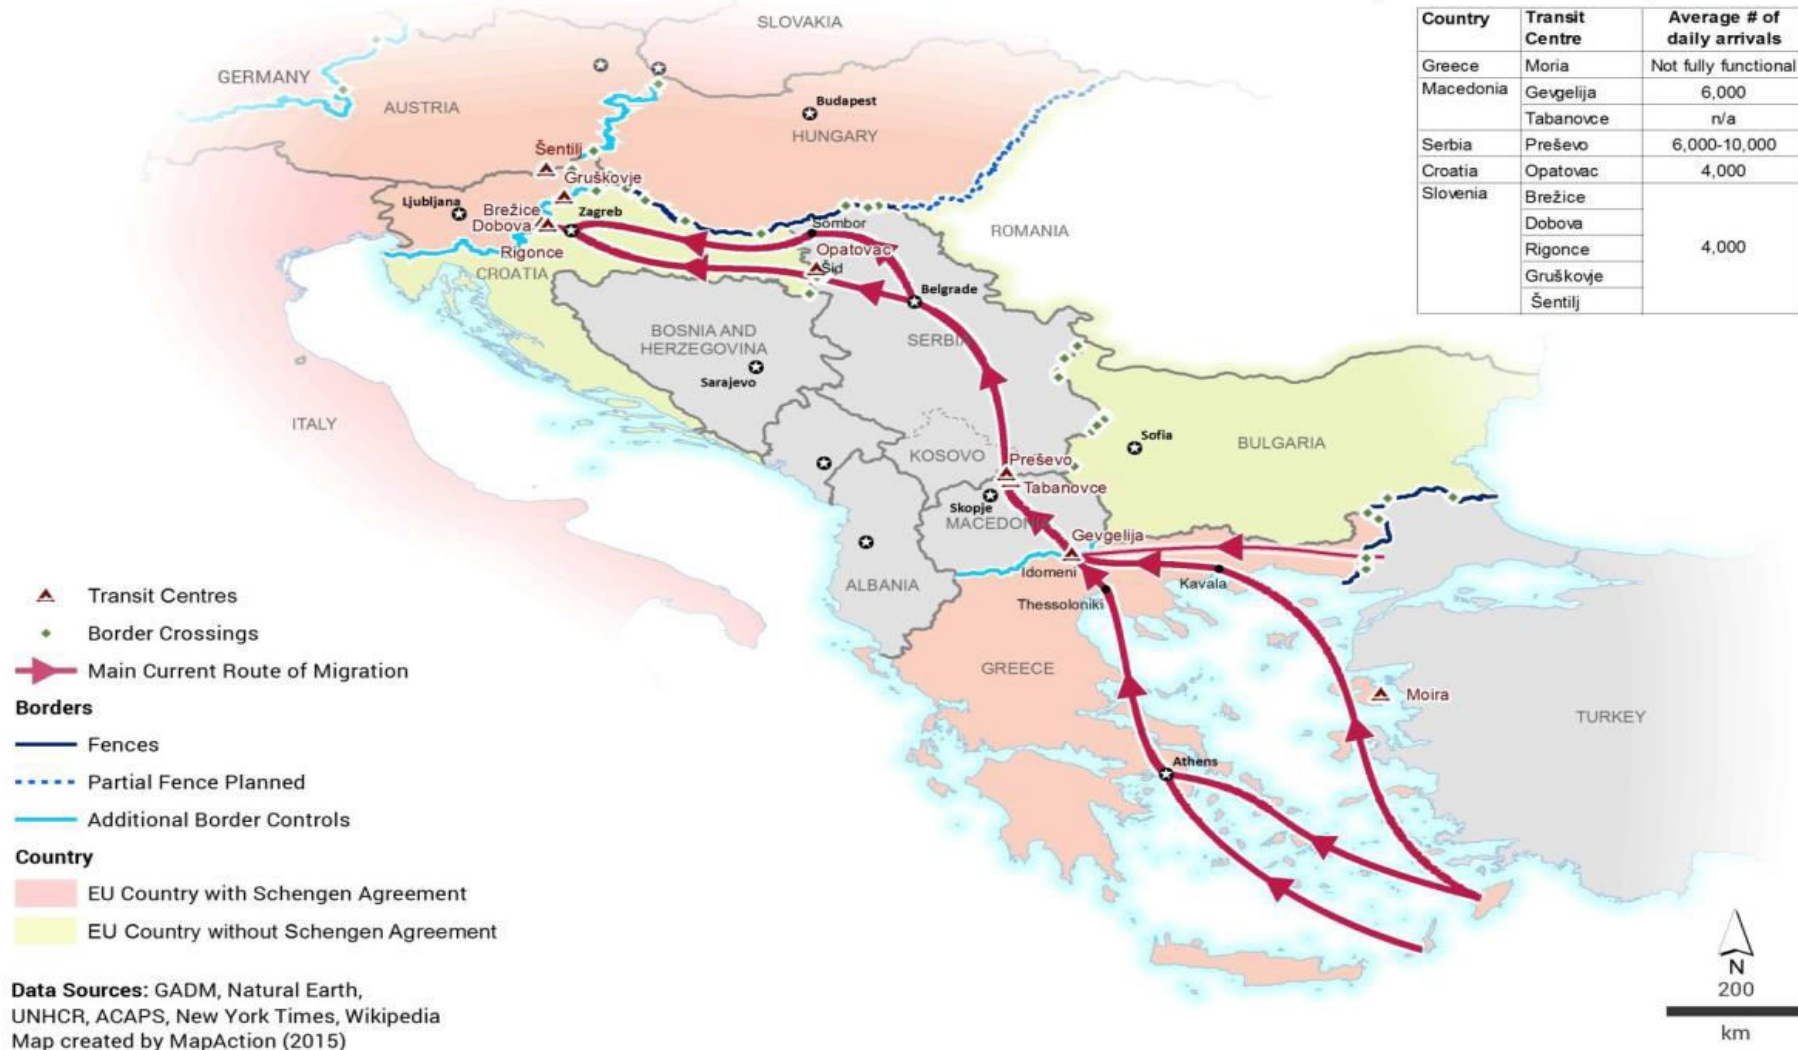 SLOVAKIA
GERMANY
AUSTRIA
Budapest
HUNGARY
Šentilj
Gruškovje
Ljubljana
Brežice
Zagreb
Dobova
Rigonce
Sombor
Opatovac
Šid
CROATIA
ROMANIA
Belgrade
BOSNIA AND
HERZEGOVINA
SERBIA
Sarajevo
ITALY
Sofia
BULGARIA
KOSOVO
Preševo
Tabanovce
Skopje
MACEDONIA
Gevgelija
Idomeni
Kavala
ALBANIA
Thessoloniki
GREECE
Moira
TURKEY
Athens
Country Transit Centre Average # of daily arrivals
Greece Moria Not fully functional
Macedonia Gevgelija 6,000
Tabanovce n/a
Serbia Preševo 6,000-10,000
Croatia Opatovac 4,000
Slovenia Brežice
Dobova
Rigonce 4,000
Gruškovje
Šentilj
Transit Centres
Border Crossings
Main Current Route of Migration
Borders
Fences
Partial Fence Planned
Additional Border Controls
Country
EU Country with Schengen Agreement
EU Country without Schengen Agreement
Data Sources: GADM, Natural Earth,
UNHCR, ACAPS, New York Times, Wikipedia
Map created by MapAction (2015)
N
200
km